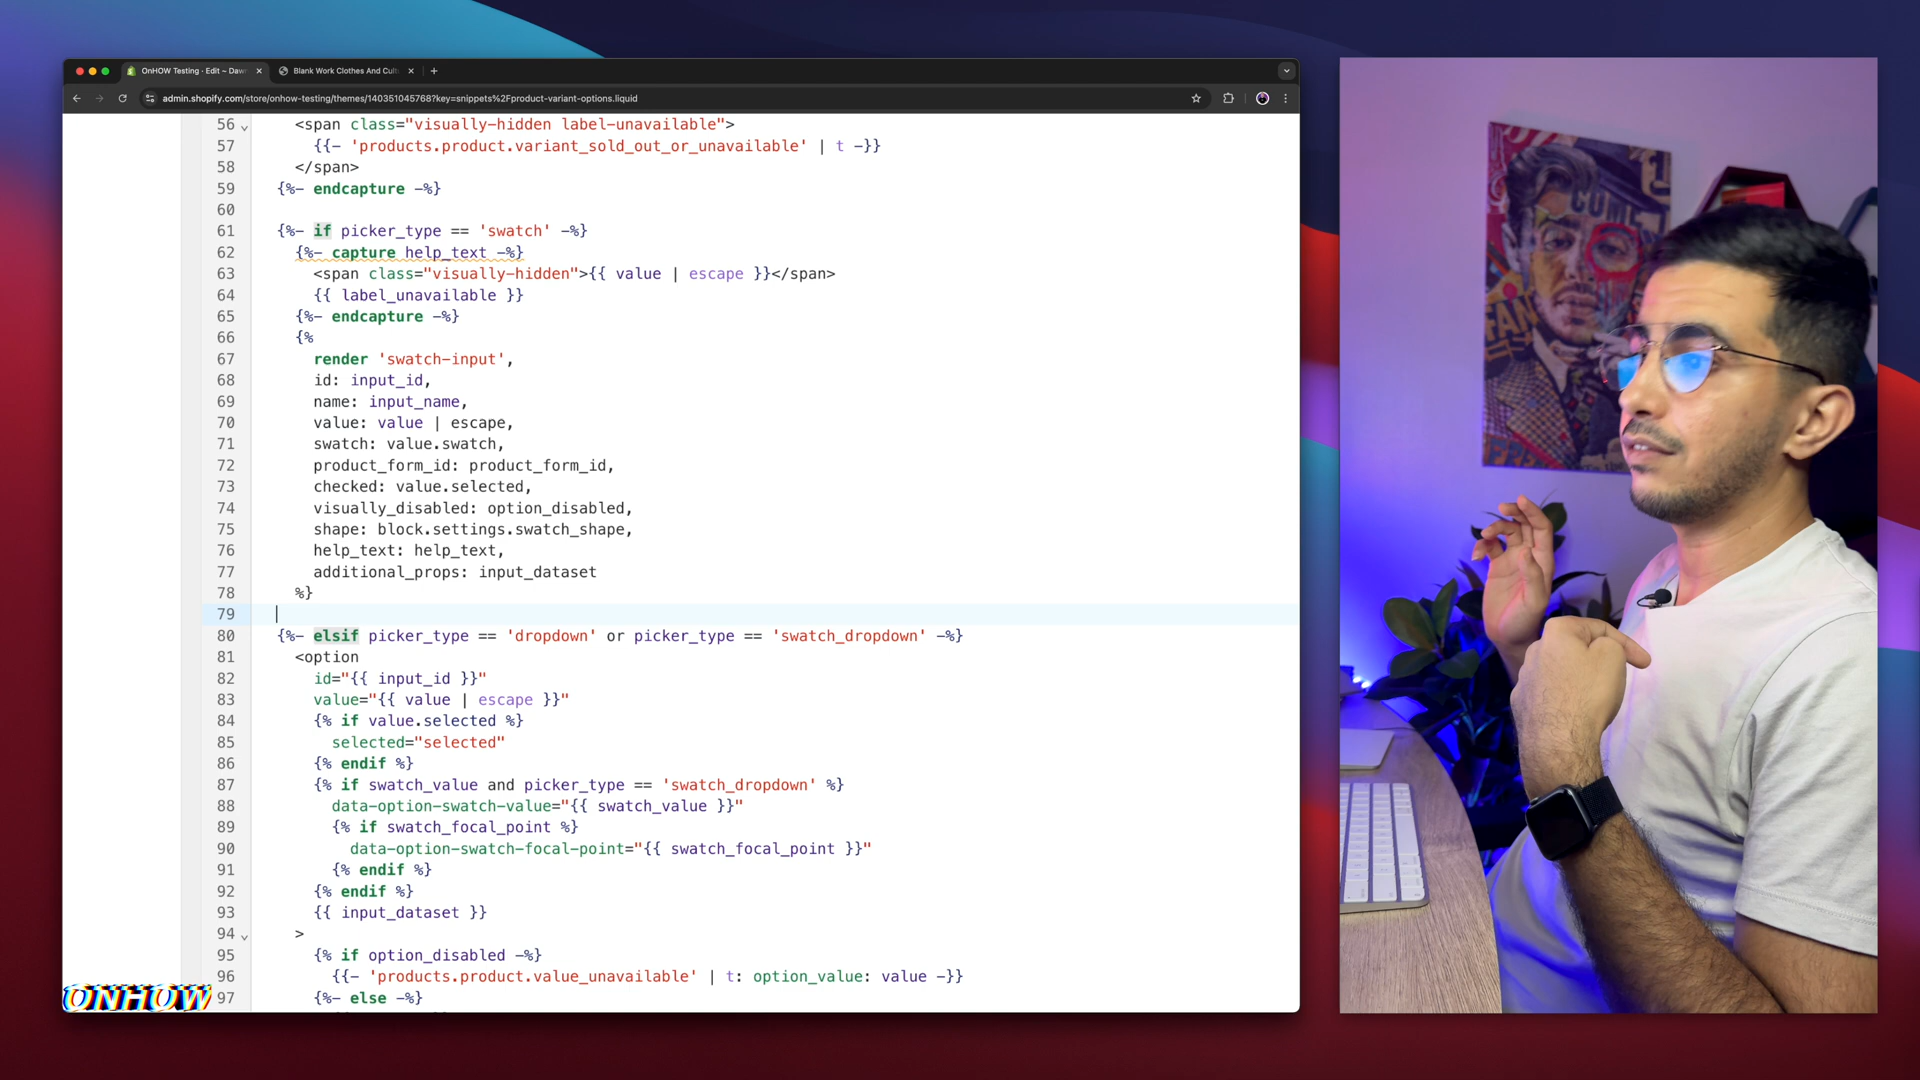 OnHOW Testing · Edit ~ Daw
Blank Work Clothes And Cult
admin.shopify.com/store/onhow-testing/themes/140351045768?key=snippets%2Fproduct-variant-options.liquid
56 <span class="visually-hidden label-unavailable">
57 {{- 'products.product.variant_sold_out_or_unavailable' | t -}}
58 </span>
59 {%- endcapture -%}
60
61 {%- if picker_type == 'swatch' -%}
62 {%- capture help_text -%}
63 <span class="visually-hidden">{{ value | escape }}</span>
64 {{ label_unavailable }}
65 {%- endcapture -%}
66 {%
67 render 'swatch-input',
68 id: input_id,
69 name: input_name,
70 value: value | escape,
71 swatch: value.swatch,
72 product_form_id: product_form_id,
73 checked: value.selected,
74 visually_disabled: option_disabled,
75 shape: block.settings.swatch_shape,
76 help_text: help_text,
77 additional_props: input_dataset
78 %}
79
80 {%- elsif picker_type == 'dropdown' or picker_type == 'swatch_dropdown' -%}
81 <option
82 id="{{ input_id }}"
83 value="{{ value | escape }}"
84 {% if value.selected %}
85 selected="selected"
86 {% endif %}
87 {% if swatch_value and picker_type == 'swatch_dropdown' %}
88 data-option-swatch-value="{{ swatch_value }}"
89 {% if swatch_focal_point %}
90 data-option-swatch-focal-point="{{ swatch_focal_point }}"
91 {% endif %}
92 {% endif %}
93 {{ input_dataset }}
94 >
95 {% if option_disabled -%}
96 {{- 'products.product.value_unavailable' | t: option_value: value -}}
97 {%- else -%}
ONHOW
COME
FAN